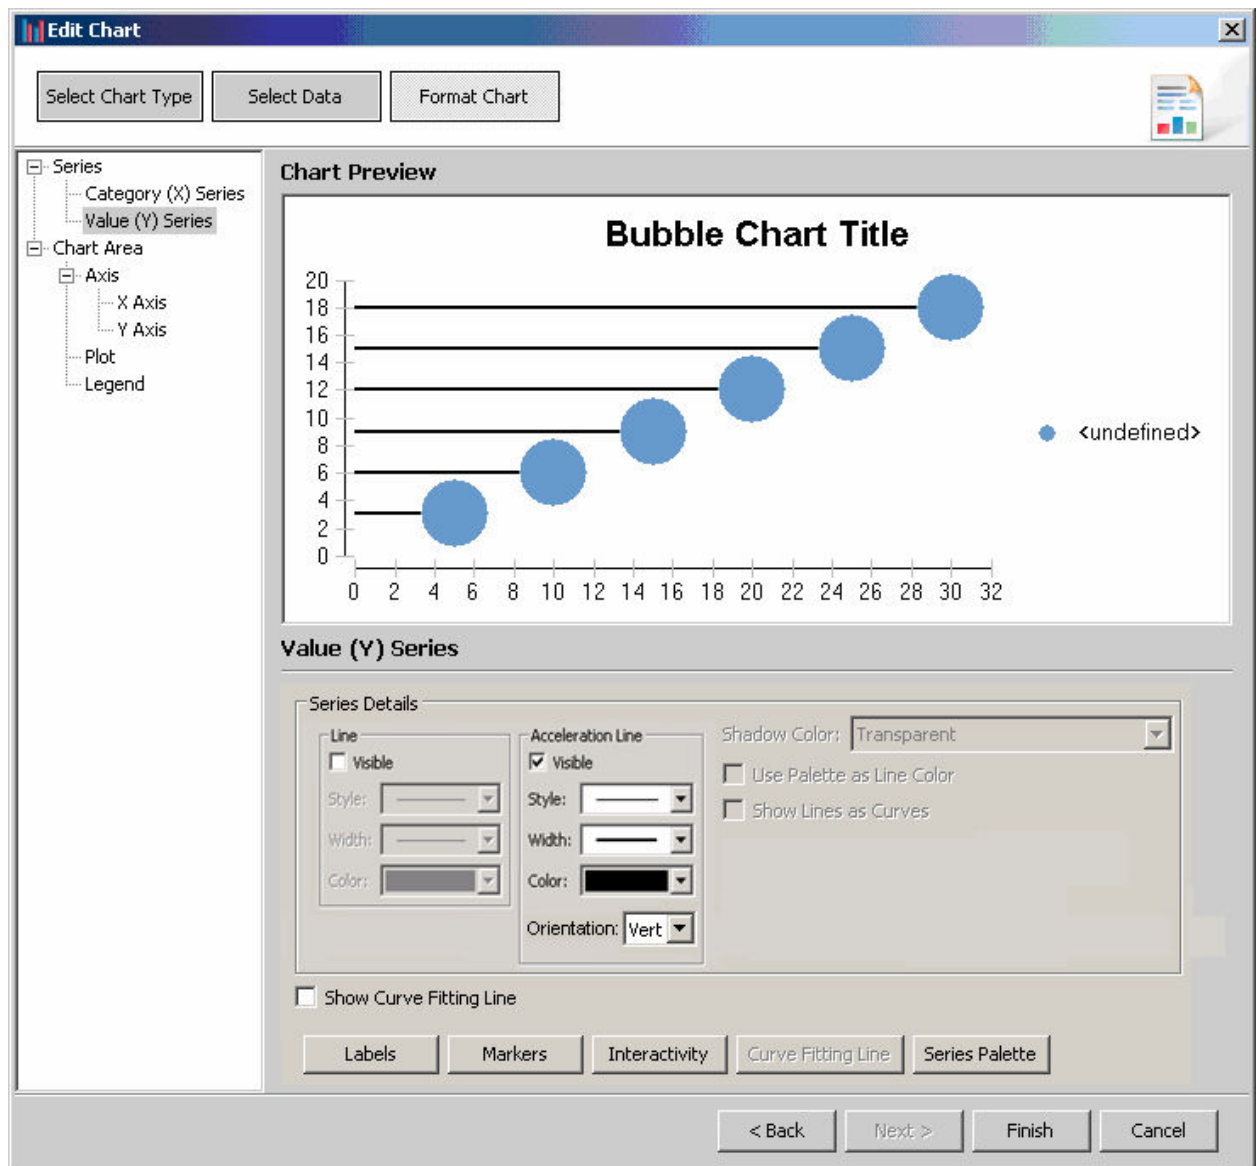 Edit Chart
Select Chart Type Select Data Format Chart
Series
Category (X) Series
Value (Y) Series
Chart Area
Axis
X Axis
Y Axis
Plot
Legend
Chart Preview
Bubble Chart Title
20
18
16
14
12
10
8
6
4
2
0
0 2 4 6 8 10 12 14 16 18 20 22 24 26 28 30 32
<undefined>
Value (Y) Series
Series Details
Line
Visible
Style:
Width:
Color:
Acceleration Line
Visible
Style:
Width:
Color:
Orientation: Vert
Shadow Color: Transparent
Use Palette as Line Color
Show Lines as Curves
Show Curve Fitting Line
Labels Markers Interactivity Curve Fitting Line Series Palette
< Back Next > Finish Cancel